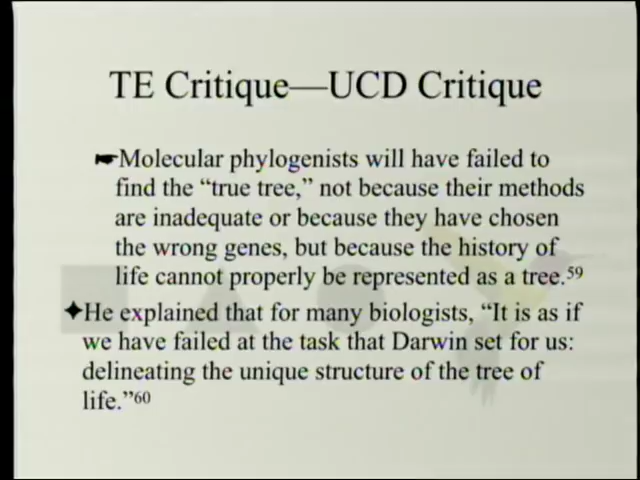 TE Critique—UCD Critique
☛Molecular phylogenists will have failed to
find the “true tree,” not because their methods
are inadequate or because they have chosen
the wrong genes, but because the history of
life cannot properly be represented as a tree.59
✦He explained that for many biologists, “It is as if
we have failed at the task that Darwin set for us:
delineating the unique structure of the tree of
life.”60